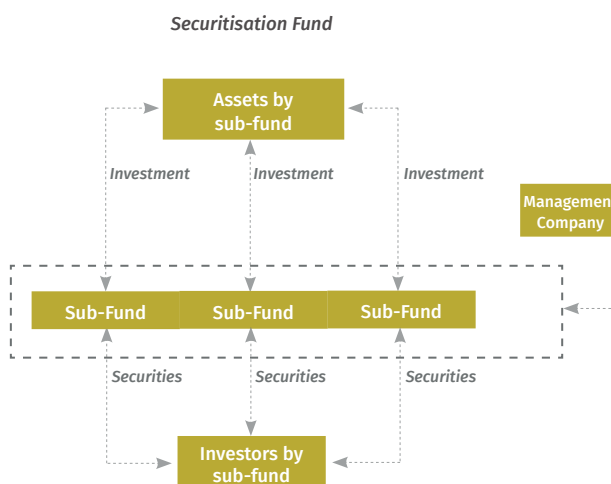 Securitisation Fund
Assets by
sub-fund
Investment
Investment
Investment
Management
Company
Sub-Fund
Sub-Fund
Sub-Fund
Securities
Securities
Securities
Investors by
sub-fund